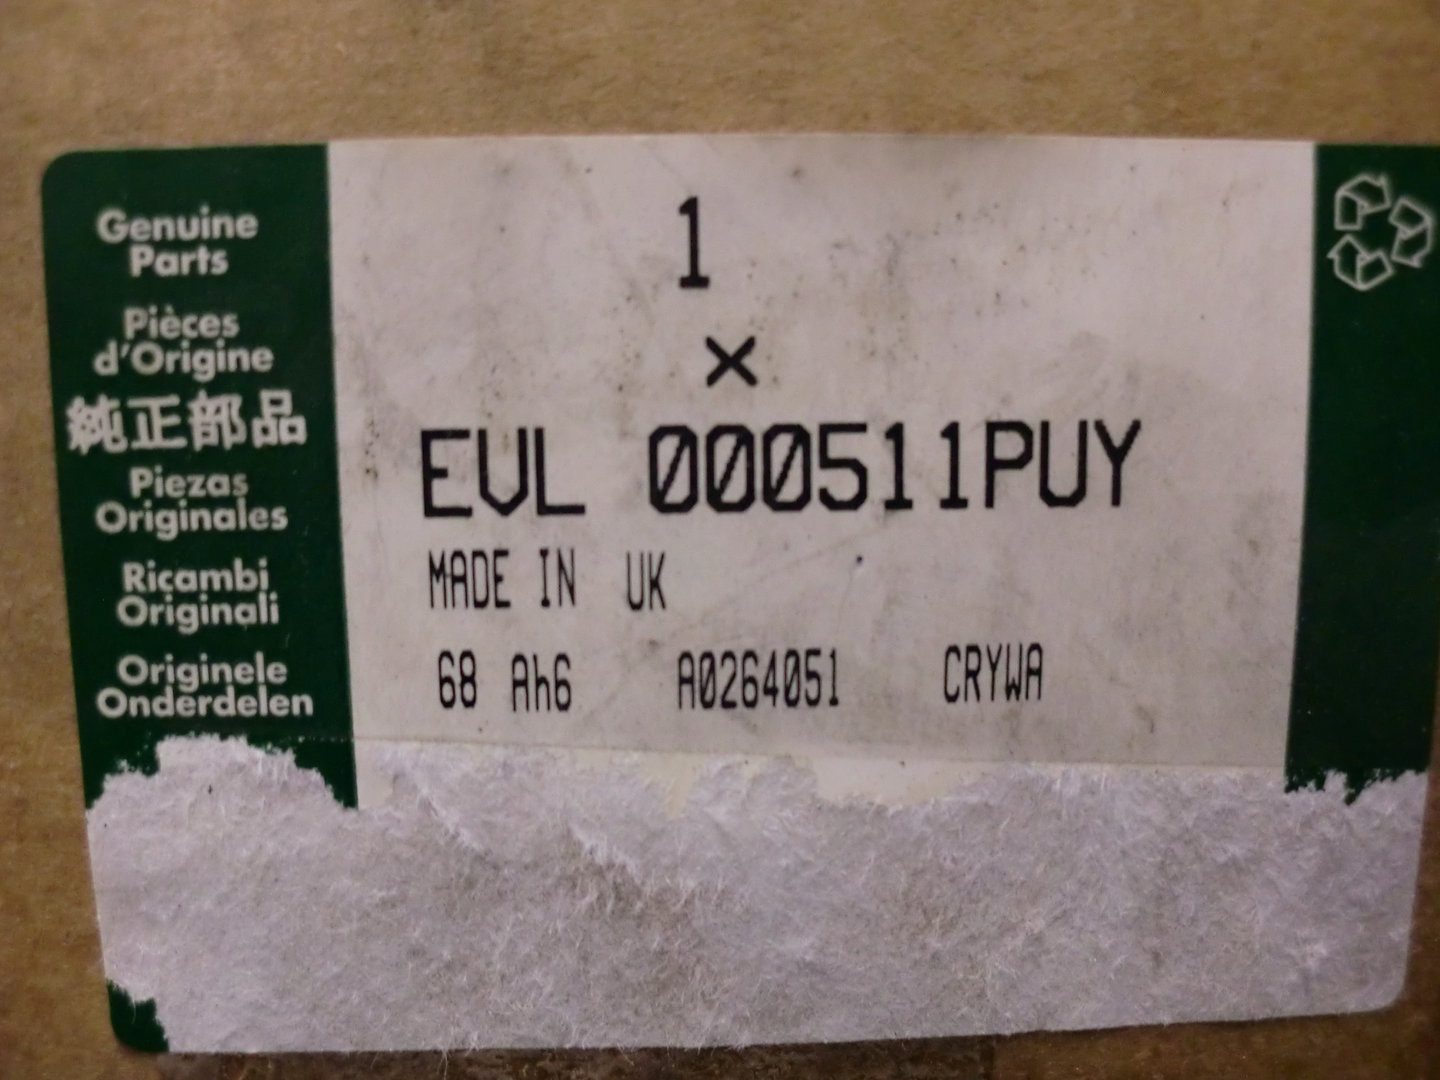 Genuine
Parts
Pièces
d'Origine
純正部品
Piezas
Originales
Ricambi
Originali
Originele
Onderdelen
1
×
EVL 000511PUY
MADE IN UK
68 Ah6 A0264051 CRYWA